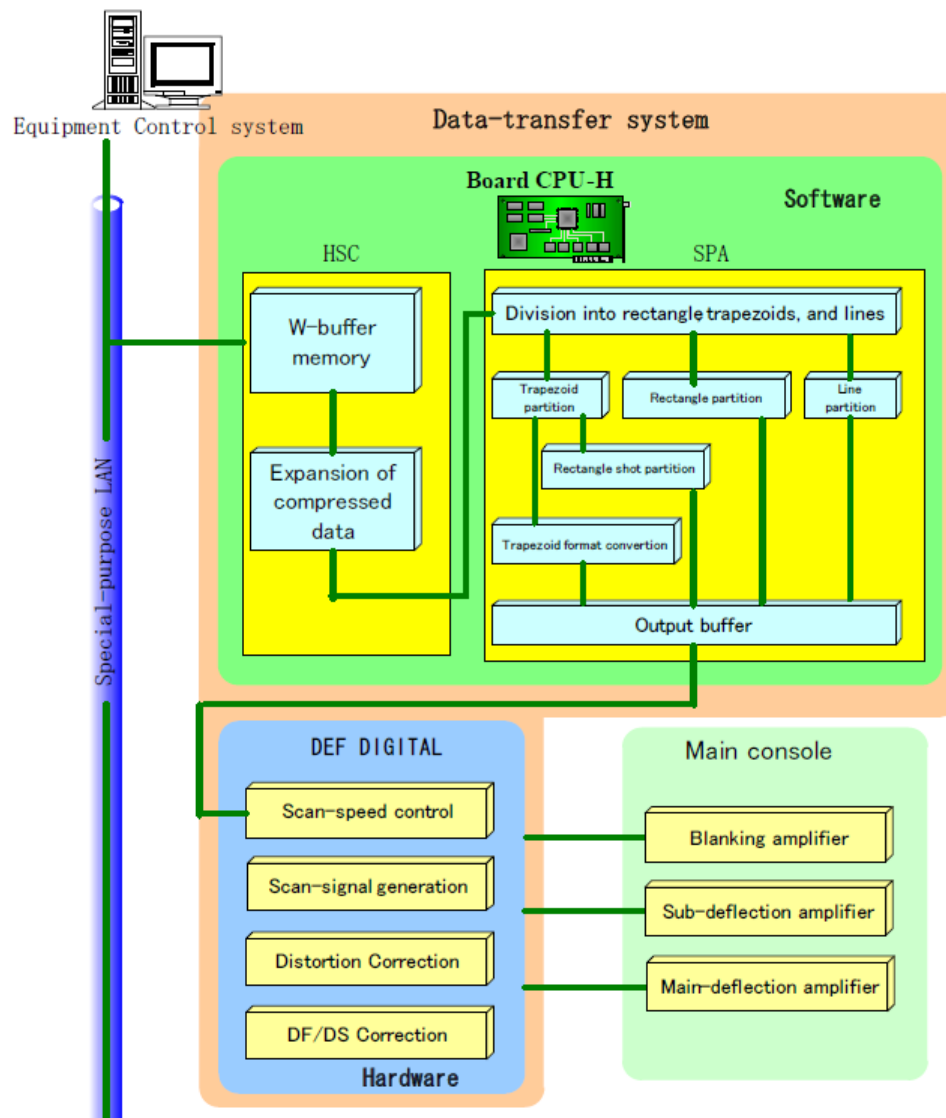 Equipment Control system
Data-transfer system
Board CPU-H
Software
HSC
SPA
W-buffer
memory
Expansion of
compressed
data
Division into rectangle trapezoids, and lines
Trapezoid
partition
Rectangle partition
Line
partition
Rectangle shot partition
Trapezoid format convertion
Output buffer
Special-purpose LAN
DEF DIGITAL
Scan-speed control
Scan-signal generation
Distortion Correction
DF/DS Correction
Hardware
Main console
Blanking amplifier
Sub-deflection amplifier
Main-deflection amplifier